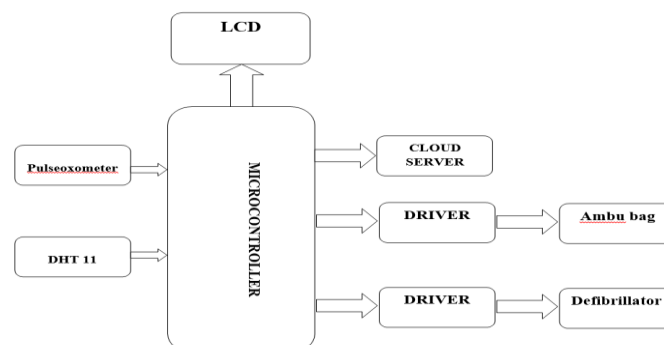 LCD
Pulseoxometer
DHT 11
MICROCONTROLLER
CLOUD
SERVER
DRIVER
Ambu bag
DRIVER
Defibrillator